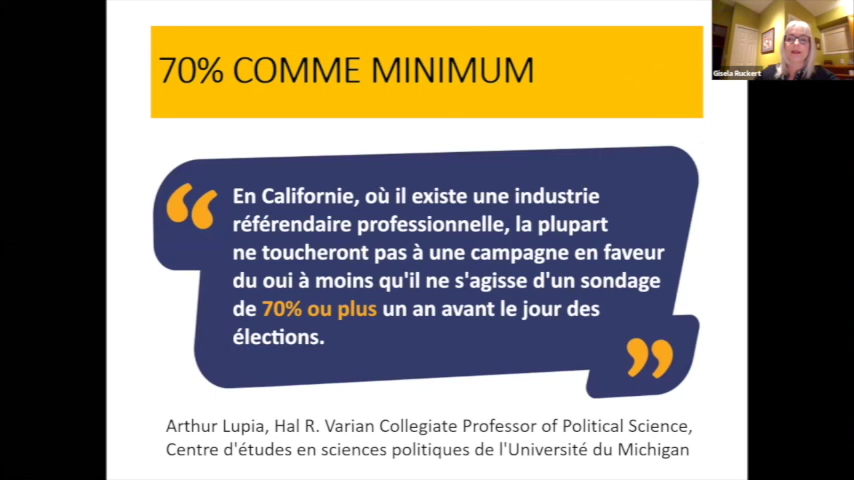 70% COMME MINIMUM
Gisela Ruckert
“ En Californie, où il existe une industrie
référendaire professionnelle, la plupart
ne toucheront pas à une campagne en faveur
du oui à moins qu'il ne s'agisse d'un sondage
de 70% ou plus un an avant le jour des
élections. ”
Arthur Lupia, Hal R. Varian Collegiate Professor of Political Science,
Centre d'études en sciences politiques de l'Université du Michigan